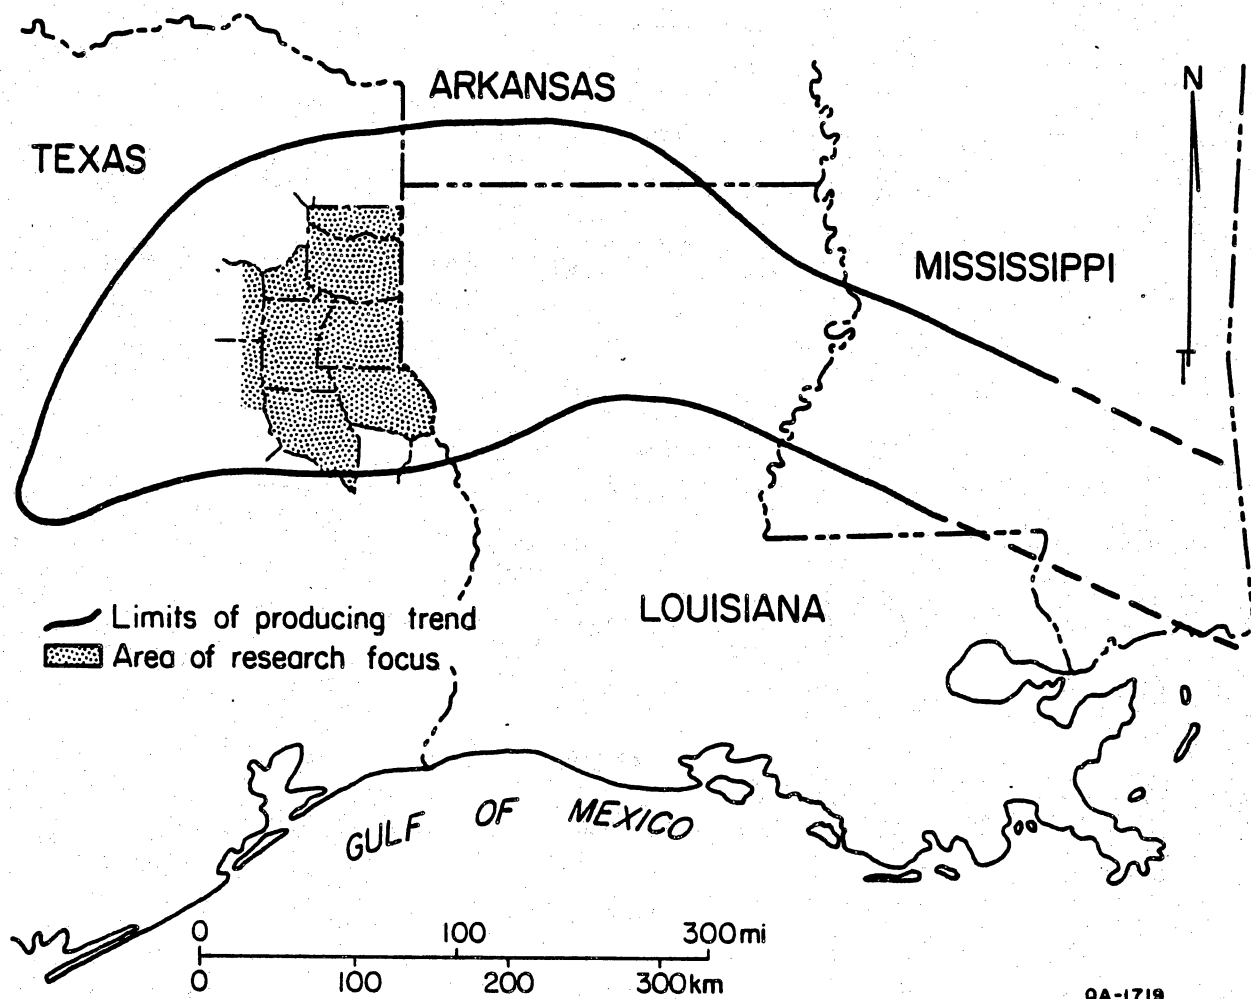 ARKANSAS
N
TEXAS
MISSISSIPPI
LOUISIANA
Limits of producing trend
Area of research focus
GULF OF MEXICO
0 100 300mi
0 100 200 300km
QA-1719